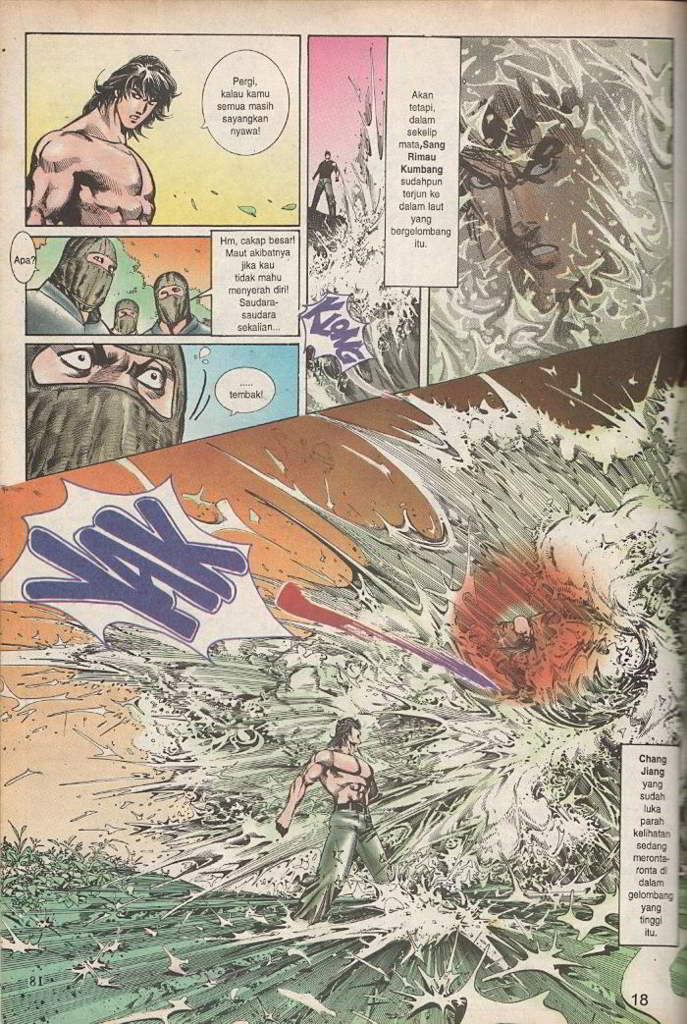 Pergi,
kalau kamu
semua masih
sayangkan
nyawa!
Apa?
Hm, cakap besar!
Maut akibatnya
jika kau
tidak mahu
menyerah diri!
Saudara-
saudara
sekalian...
.....
tembak!
Akan
tetapi,
dalam
sekelip
mata,Sang
Rimau
Kumbang
sudahpun
terjun ke
dalam laut
yang
bergelombang
itu.
KLONG
YAK
Chang
Jiang
yang
sudah
luka
parah
kelihatan
sedang
meronta-
ronta di
dalam
gelombang
yang
tinggi
itu.
18
18